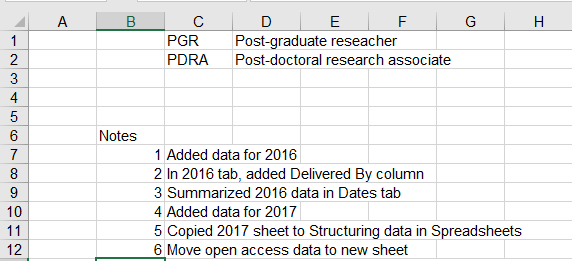 A B C D E F G H
1 PGR Post-graduate reseacher
2 PDRA Post-doctoral research associate
3
4
5
6 Notes
7 1 Added data for 2016
8 2 In 2016 tab, added Delivered By column
9 3 Summarized 2016 data in Dates tab
10 4 Added data for 2017
11 5 Copied 2017 sheet to Structuring data in Spreadsheets
12 6 Move open access data to new sheet